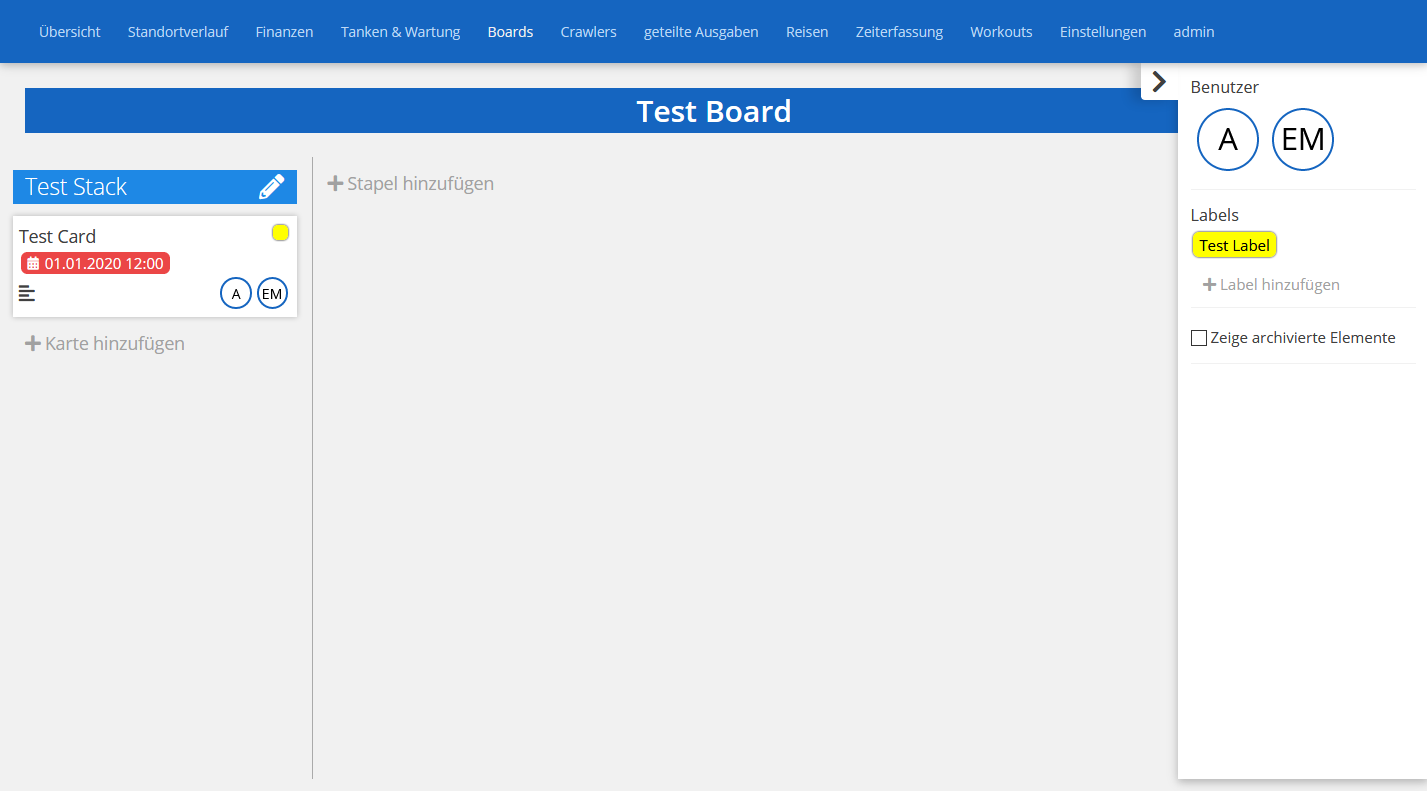 Übersicht Standortverlauf Finanzen Tanken & Wartung Boards Crawlers geteilte Ausgaben Reisen Zeiterfassung Workouts Einstellungen admin
Test Board
Test Stack
Test Card
01.01.2020 12:00
A EM
Karte hinzufügen
Stapel hinzufügen
Benutzer
A EM
Labels
Test Label
Label hinzufügen
Zeige archivierte Elemente